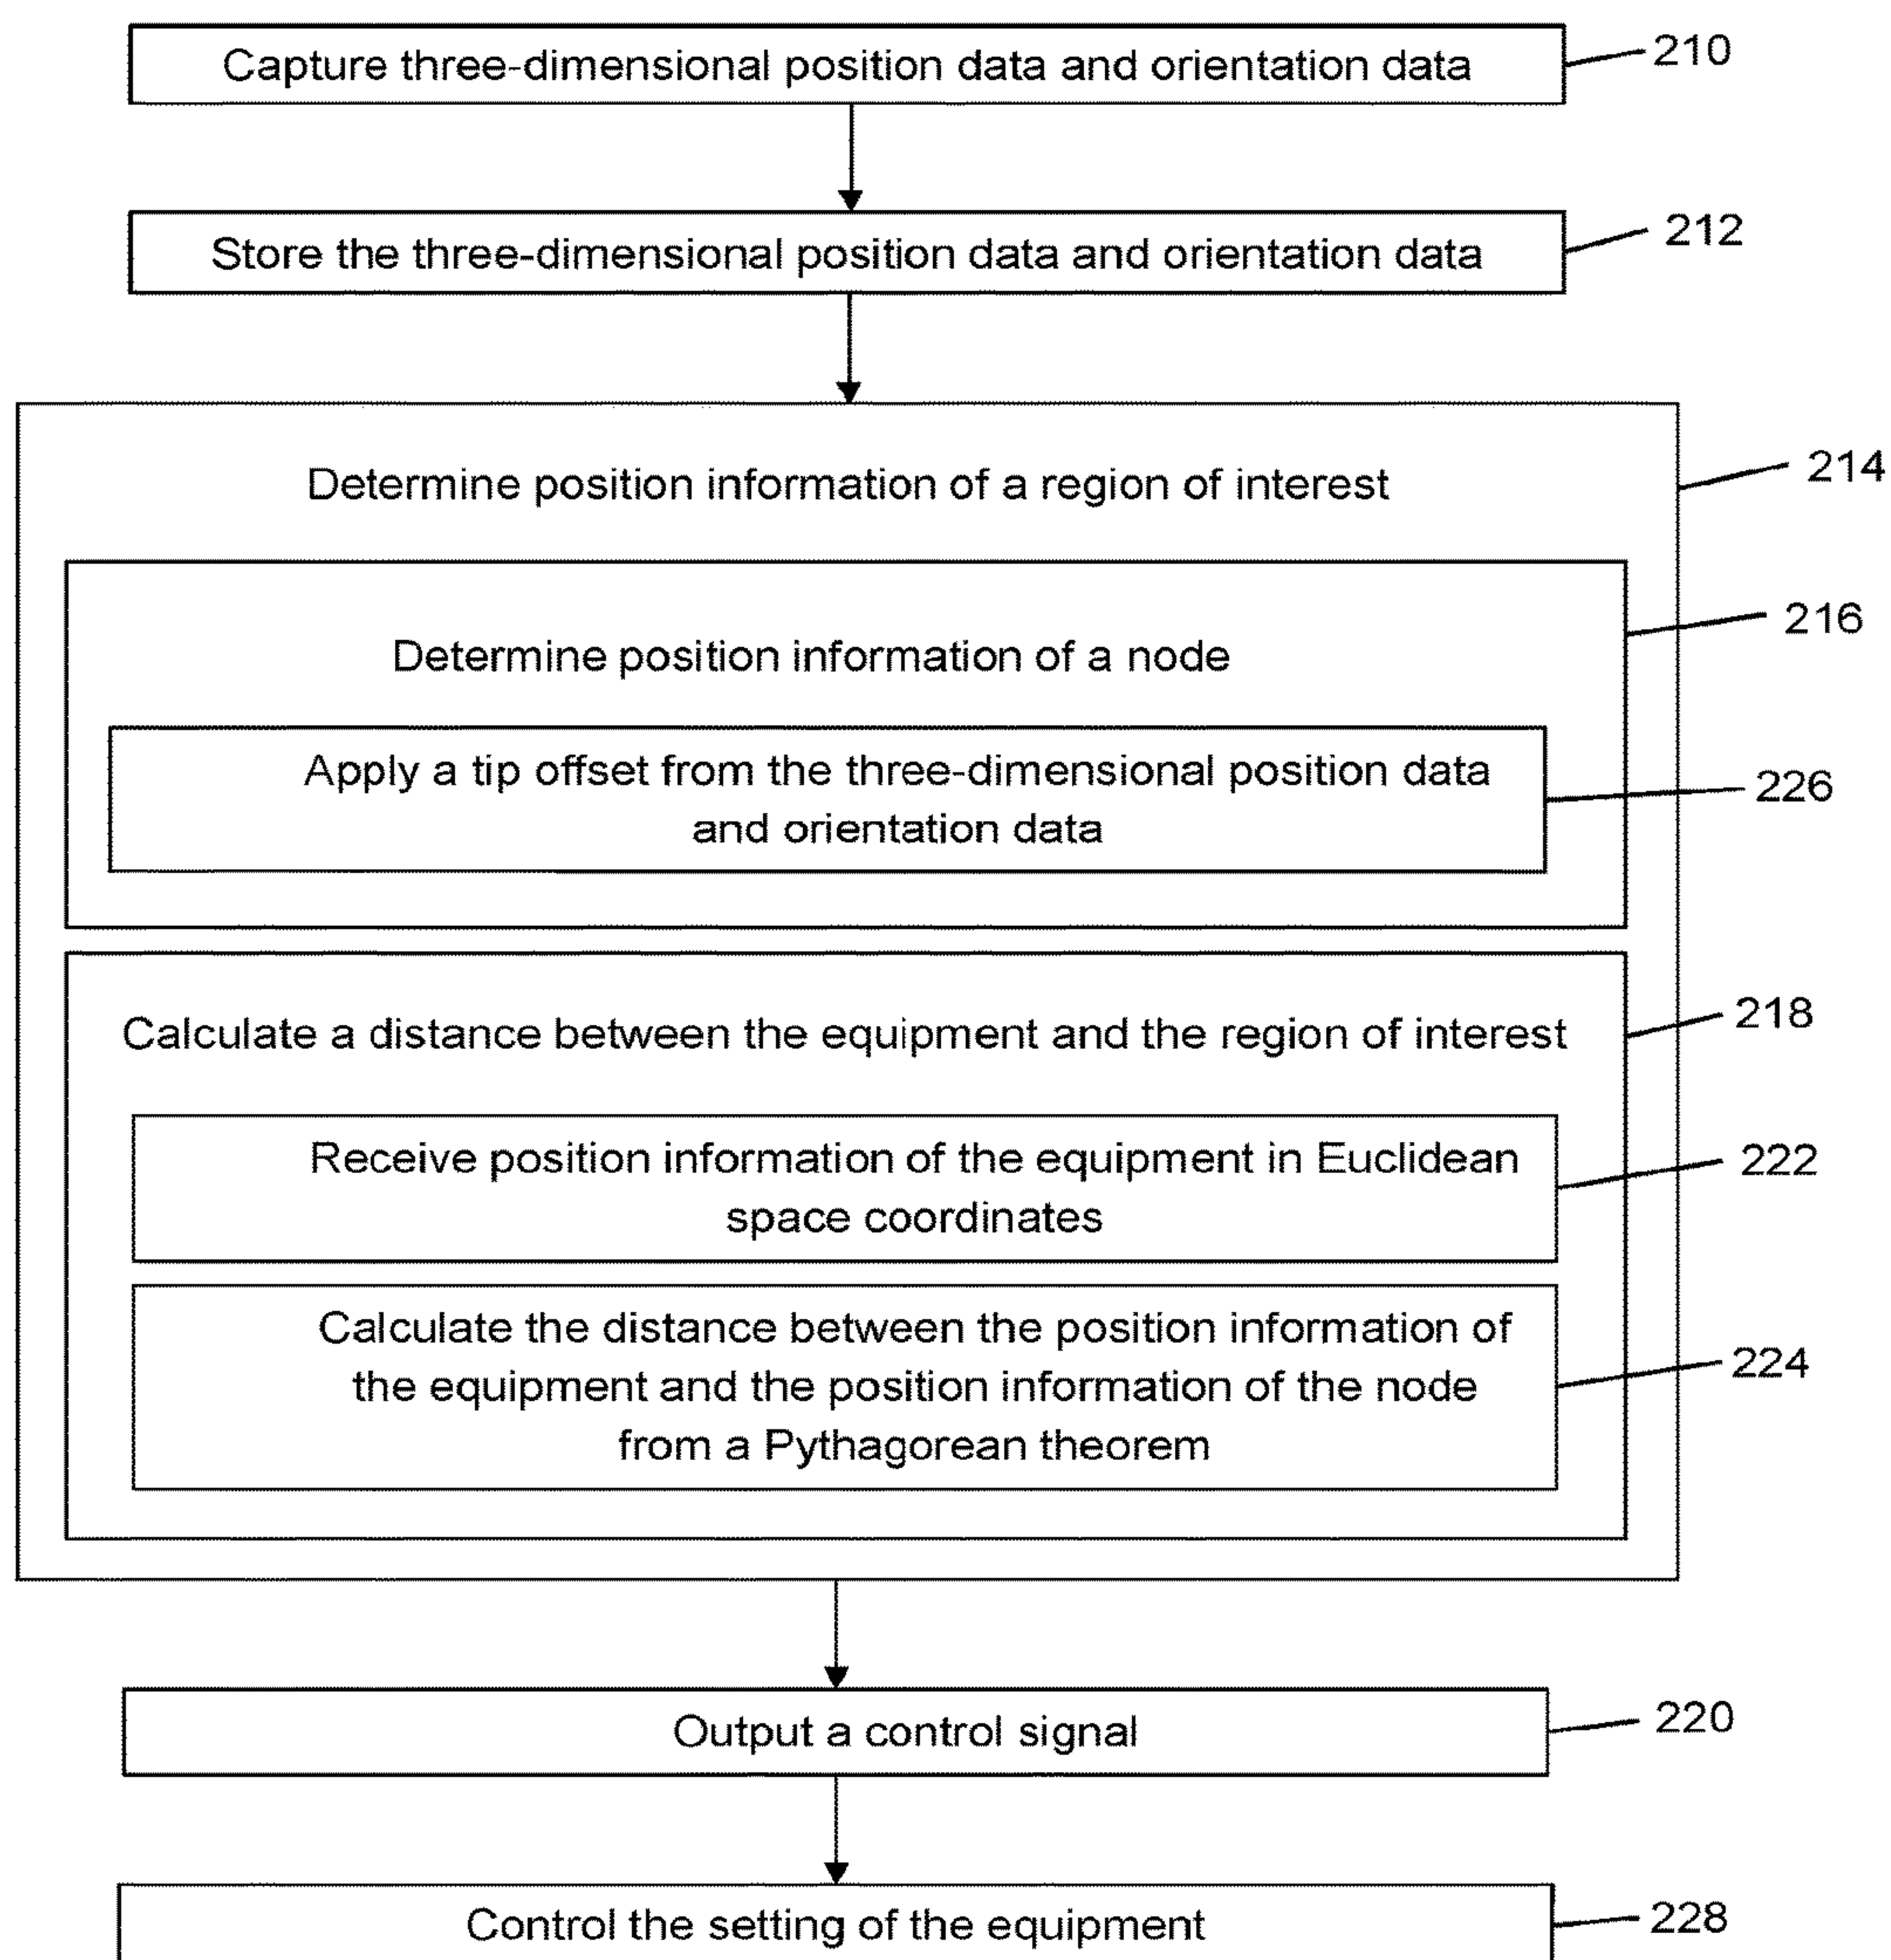 Capture three-dimensional position data and orientation data
210
Store the three-dimensional position data and orientation data
212
Determine position information of a region of interest
214
Determine position information of a node
216
Apply a tip offset from the three-dimensional position data
and orientation data
226
Calculate a distance between the equipment and the region of interest
218
Receive position information of the equipment in Euclidean
space coordinates
222
Calculate the distance between the position information of
the equipment and the position information of the node
from a Pythagorean theorem
224
Output a control signal
220
Control the setting of the equipment
228